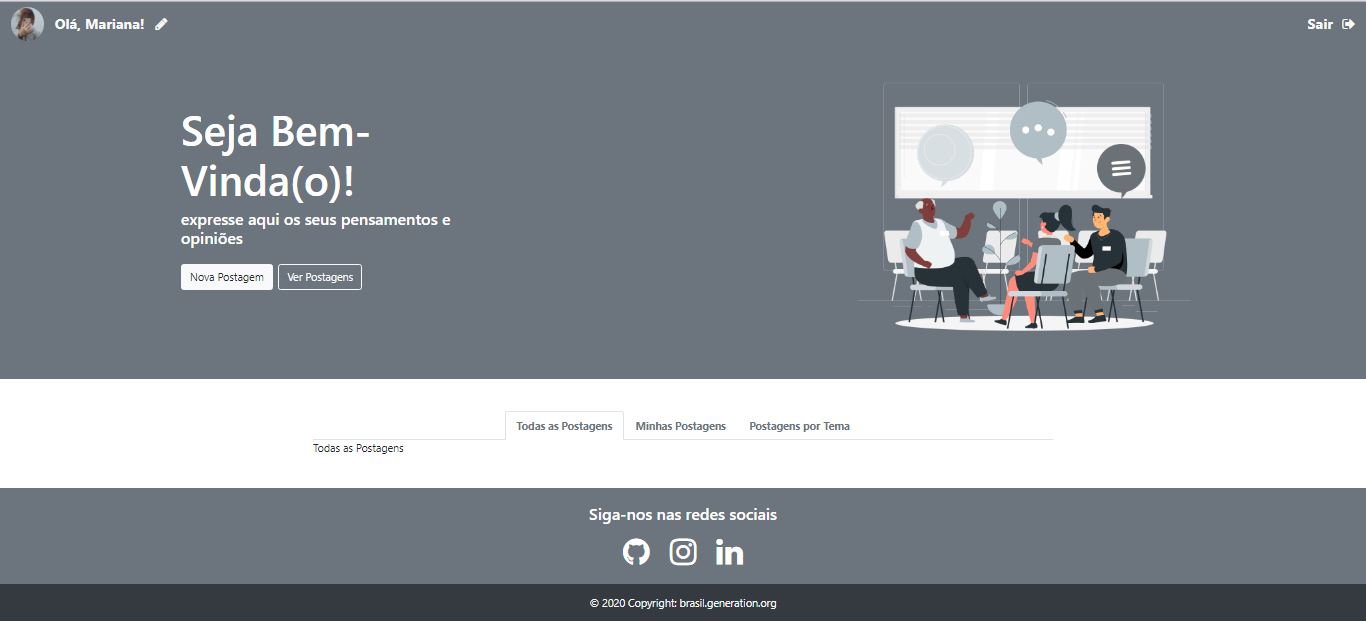 Olá, Mariana!
Sair
Seja Bem-
Vinda(o)!
expresse aqui os seus pensamentos e
opiniões
Nova Postagem
Ver Postagens
Todas as Postagens
Minhas Postagens
Postagens por Tema
Todas as Postagens
Siga-nos nas redes sociais
in
© 2020 Copyright: brasil.generation.org